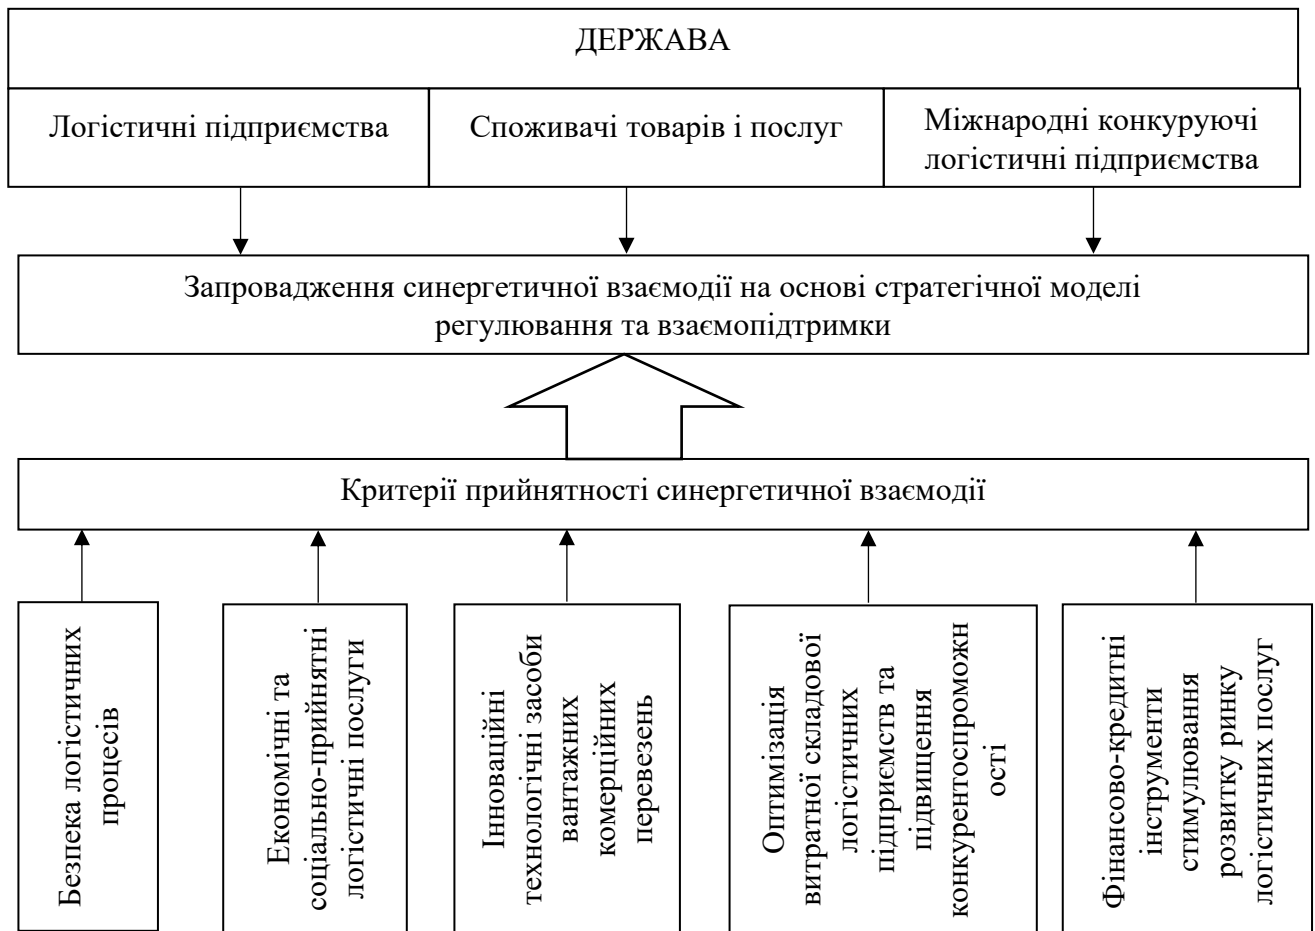 ДЕРЖАВА
Логістичні підприємства
Споживачі товарів і послуг
Міжнародні конкуруючі
логістичні підприємства
Запровадження синергетичної взаємодії на основі стратегічної моделі
регулювання та взаємопідтримки
Критерії прийнятності синергетичної взаємодії
Безпека логістичних
процесів
Економічні та
соціально-прийнятні
логістичні послуги
Інноваційні
технологічні засоби
вантажних
комерційних
перевезень
Оптимізація
витратної складової
логістичних
підприємств та
підвищення
конкурентоспроможн
ості
Фінансово-кредитні
інструменти
стимулювання
розвитку ринку
логістичних послуг